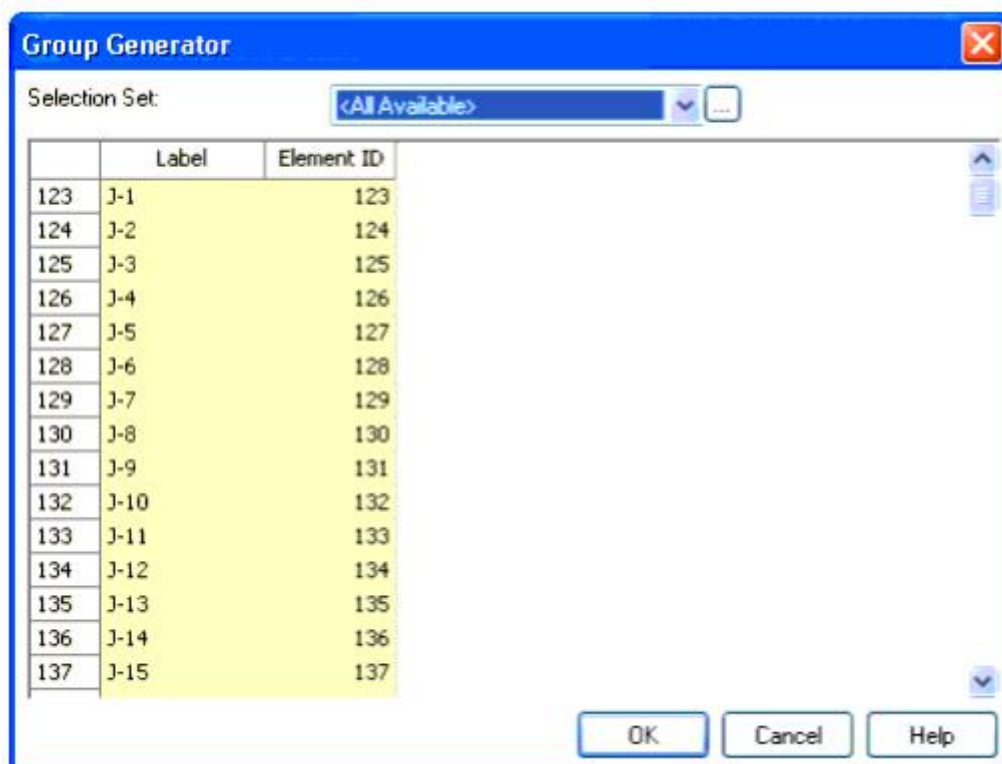 Group Generator
Selection Set:
<All Available>
...
Label Element ID
123 J-1 123
124 J-2 124
125 J-3 125
126 J-4 126
127 J-5 127
128 J-6 128
129 J-7 129
130 J-8 130
131 J-9 131
132 J-10 132
133 J-11 133
134 J-12 134
135 J-13 135
136 J-14 136
137 J-15 137
OK Cancel Help